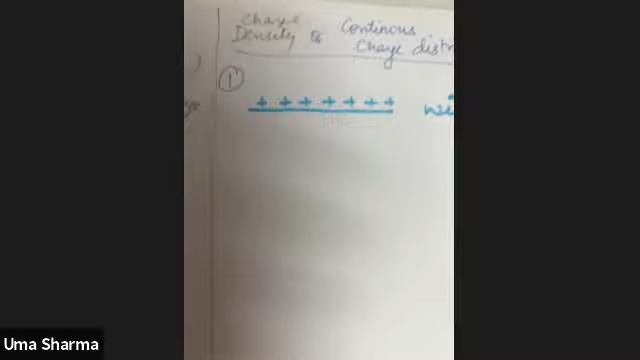 Charge
Density & Continous
Charge distr
1
+ + + + + + +
Uma Sharma